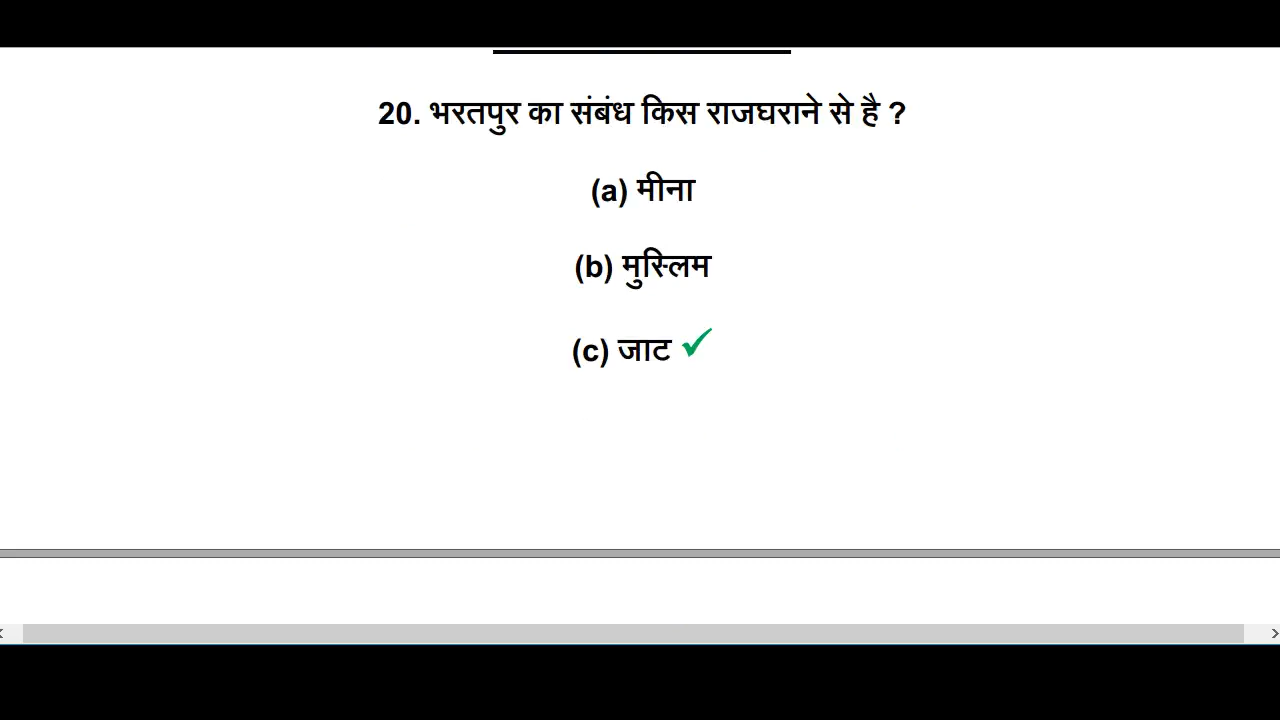 20. भरतपुर का संबंध किस राजघराने से है ?
(a) मीना
(b) मुस्लिम
(c) जाट ✓